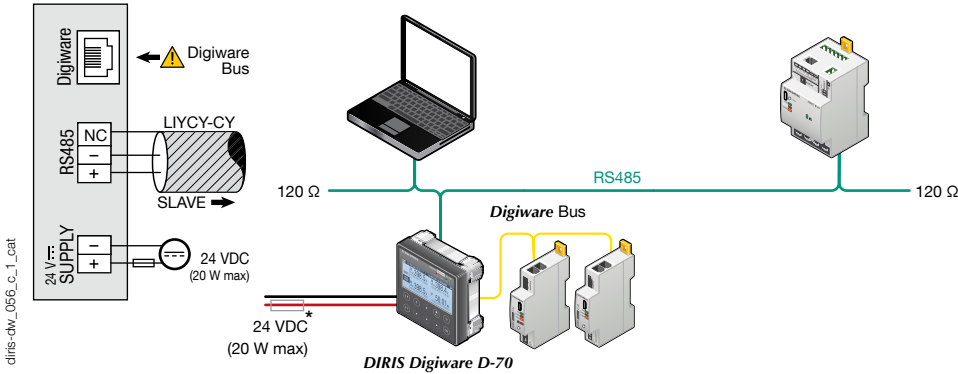 Digiware
Digiware
Bus
RS485
NC
–
+
LIYCY-CY
SLAVE
24 V
SUPPLY
–
+
24 VDC
(20 W max)
diris-dw_056_c_1_cat
120 Ω
RS485
120 Ω
Digiware Bus
*
24 VDC
(20 W max)
DIRIS Digiware D-70